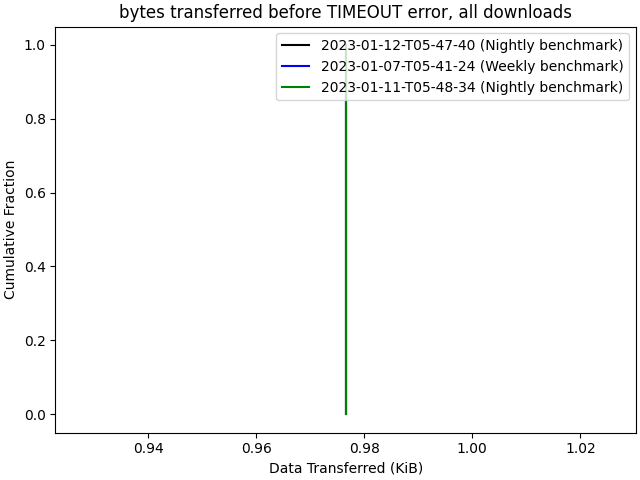 bytes transferred before TIMEOUT error, all downloads
2023-01-12-T05-47-40 (Nightly benchmark)
2023-01-07-T05-41-24 (Weekly benchmark)
2023-01-11-T05-48-34 (Nightly benchmark)
Cumulative Fraction
1.0
0.8
0.6
0.4
0.2
0.0
0.94 0.96 0.98 1.00 1.02
Data Transferred (KiB)